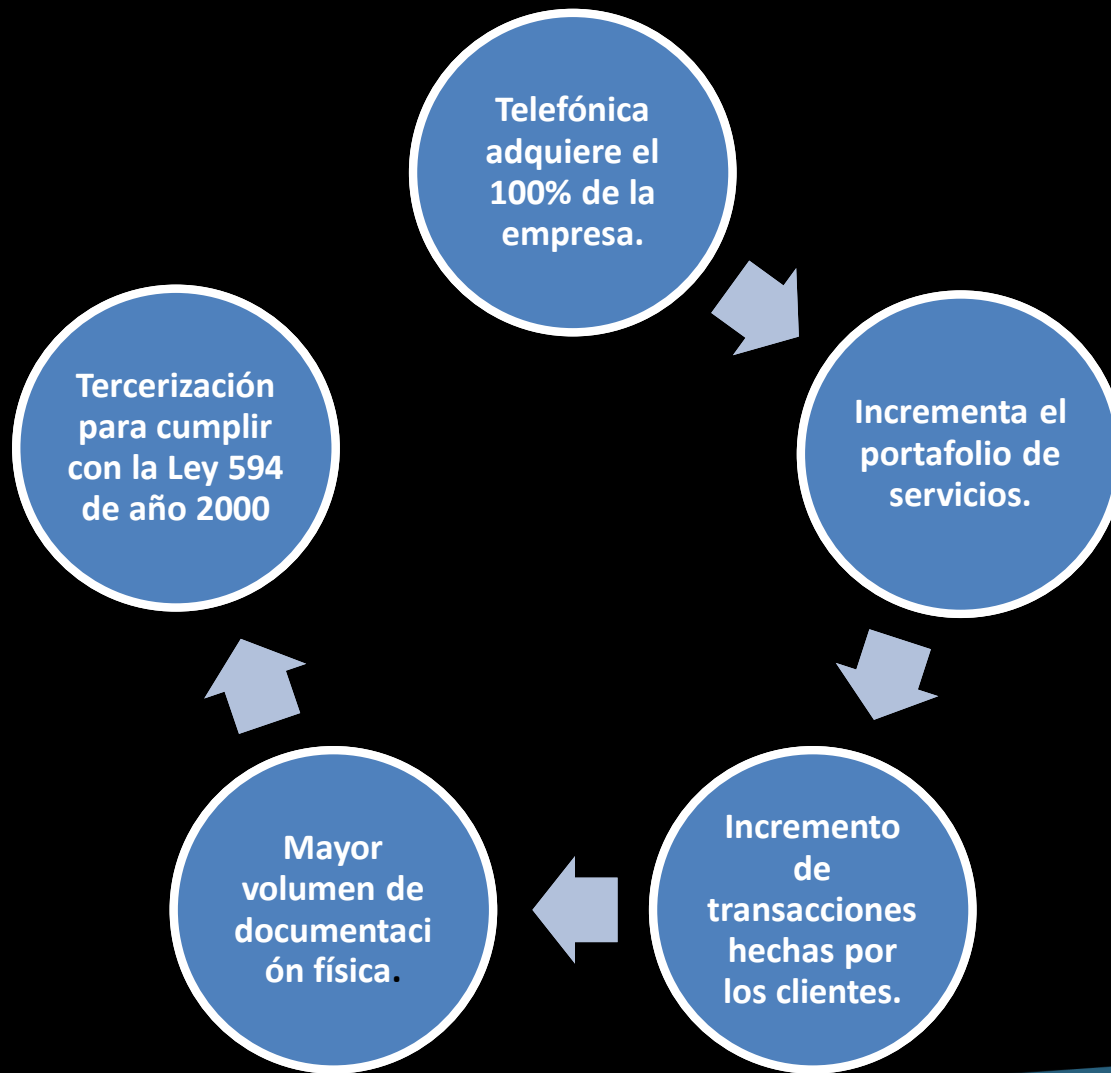 Telefónica
adquiere el
100% de la
empresa.
Incrementa el
portafolio de
servicios.
Incremento
de
transacciones
hechas por
los clientes.
Mayor
volumen de
documentaci
ón física.
Tercerización
para cumplir
con la Ley 594
de año 2000